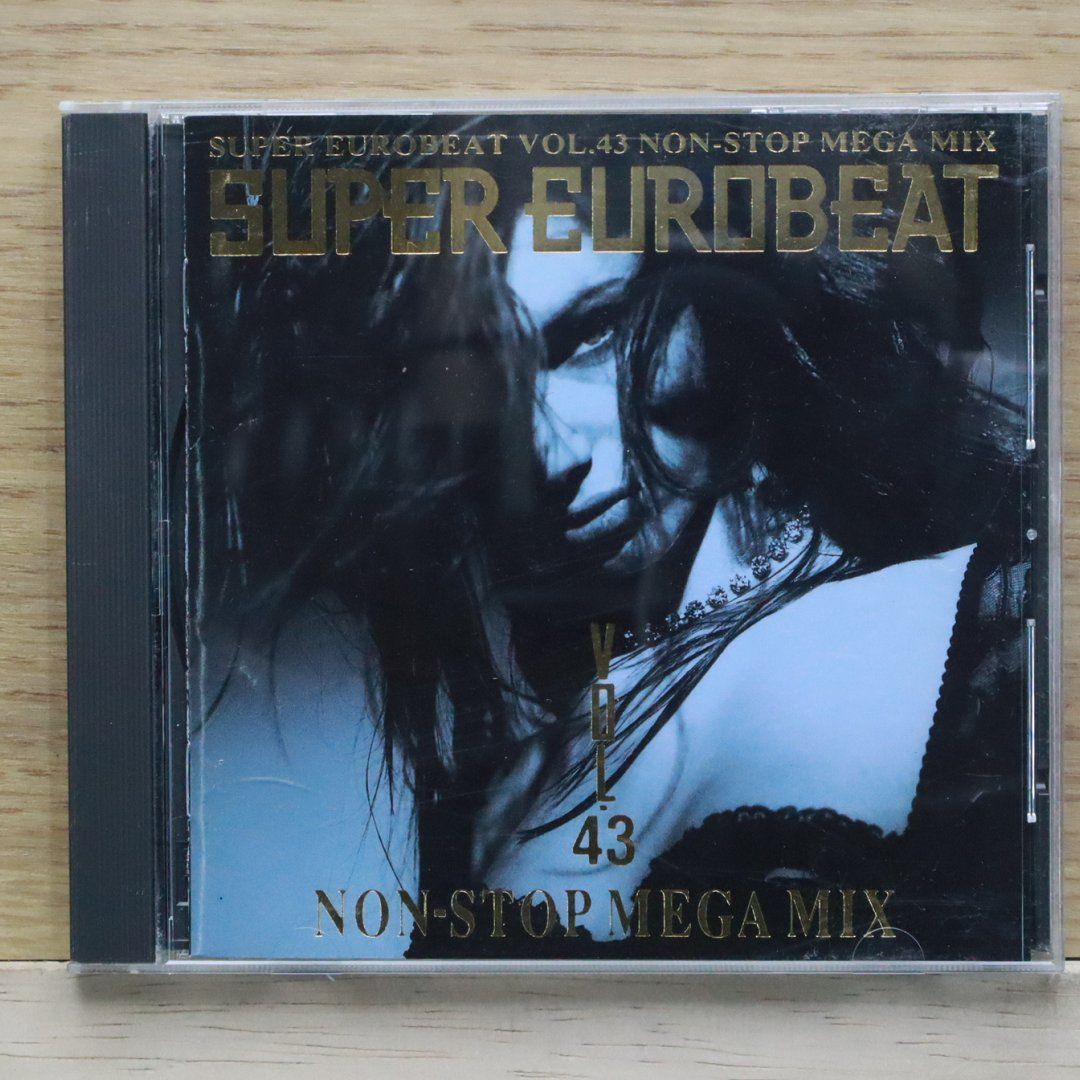 SUPER EUROBEAT VOL.43 NON-STOP MEGA MIX
SUPER EUROBEAT
VOL.
43
NON-STOP MEGA MIX